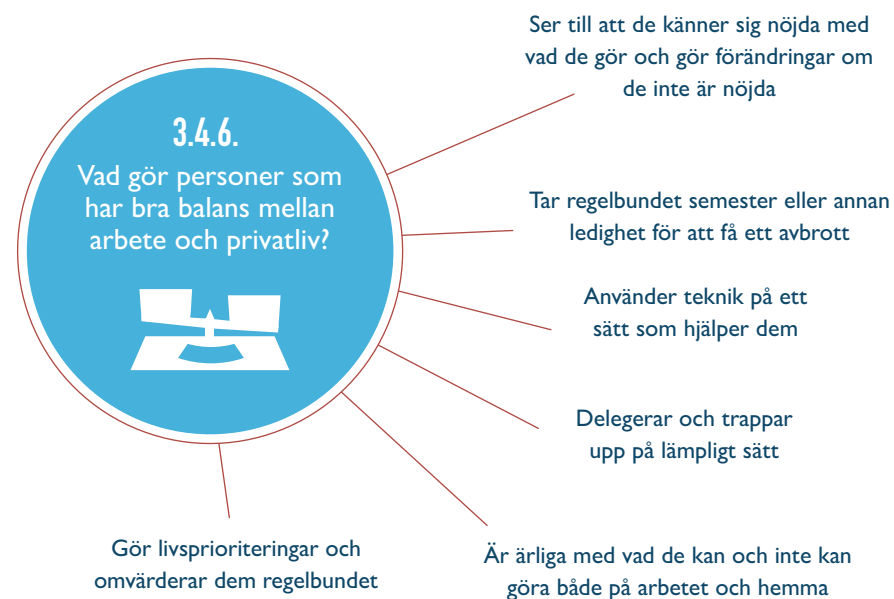 3.4.6.
Vad gör personer som
har bra balans mellan
arbete och privatliv?
Ser till att de känner sig nöjda med
vad de gör och gör förändringar om
de inte är nöjda
Tar regelbundet semester eller annan
ledighet för att få ett avbrott
Använder teknik på ett
sätt som hjälper dem
Delegerar och trappar
upp på lämpligt sätt
Är ärliga med vad de kan och inte kan
göra både på arbetet och hemma
Gör livsprioriteringar och
omvärderar dem regelbundet